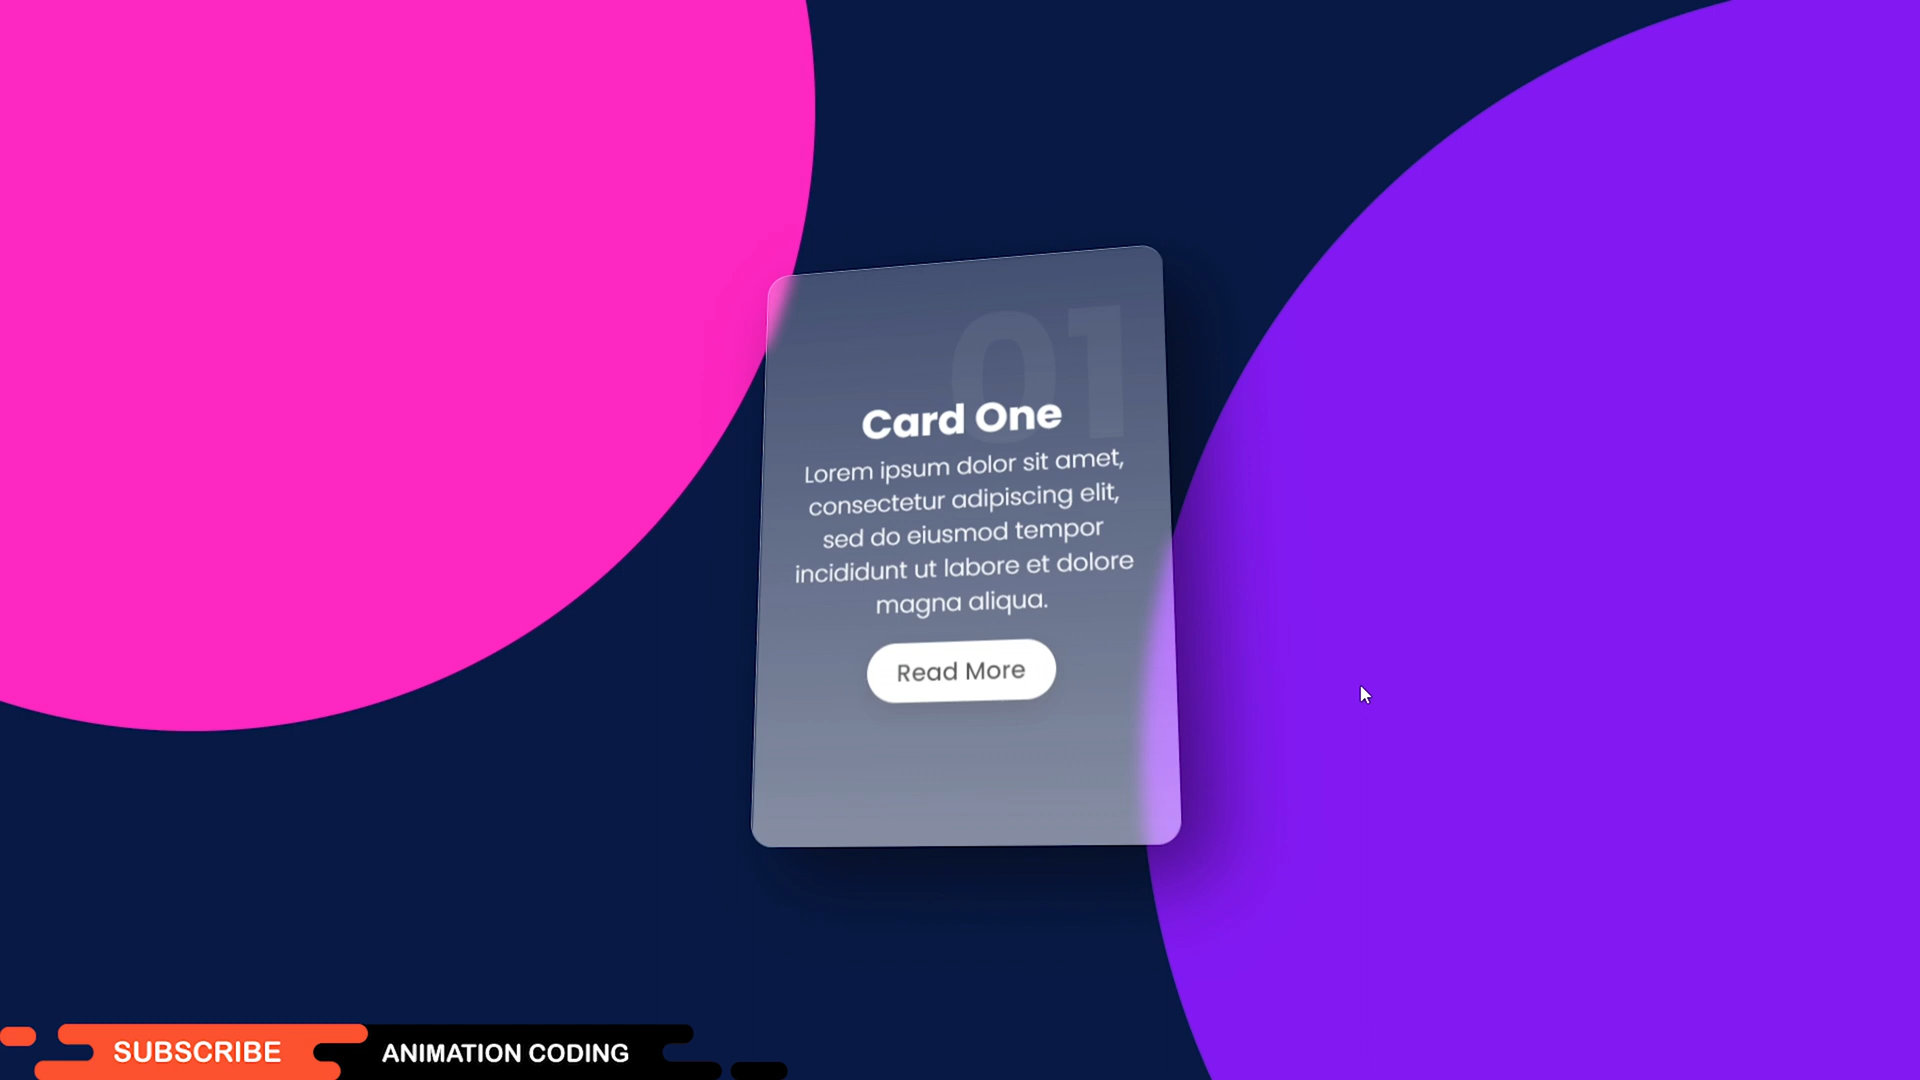 01
Card One
Lorem ipsum dolor sit amet,
consectetur adipiscing elit,
sed do eiusmod tempor
incididunt ut labore et dolore
magna aliqua.
Read More
SUBSCRIBE
ANIMATION CODING